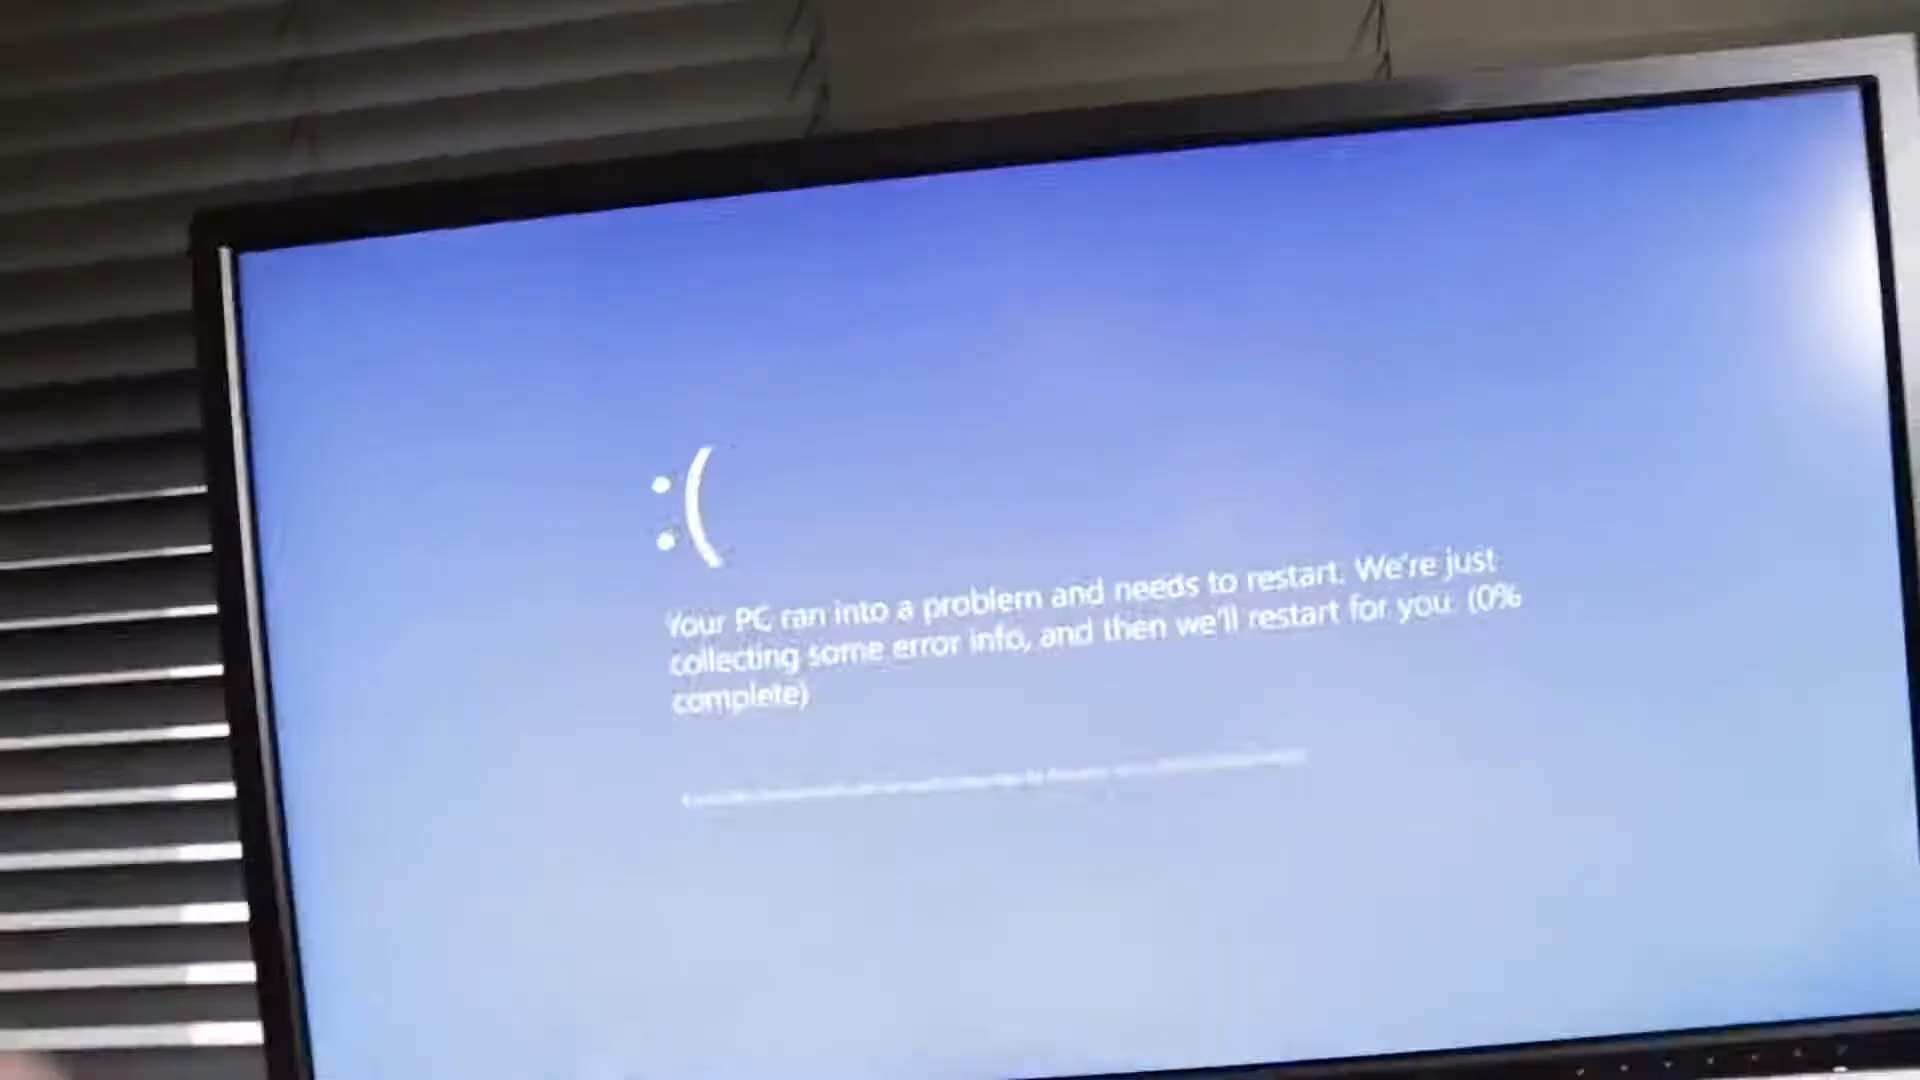 :(
Your PC ran into a problem and needs to restart. We're just
collecting some error info, and then we'll restart for you. (0%
complete)